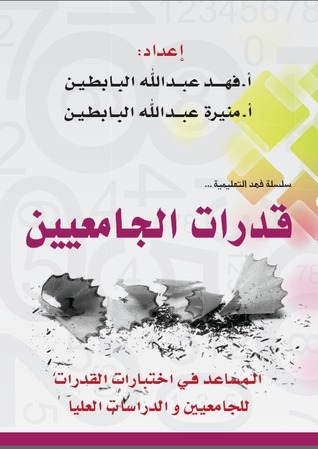 إعداد:
أ.فهد عبدالله البابطين
أ.منيرة عبدالله البابطين
سلسلة فهد التعليمية ...
قدرات الجامعيين
المساعد في اختبارات القدرات
للجامعيين و الدراسات العليا